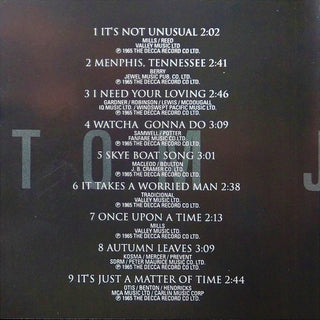 1 IT'S NOT UNUSUAL 2:02
MILLS / REED
VALLEY MUSIC LTD
℗ 1965 THE DECCA RECORD CO LTD.
2 MENPHIS, TENNESSEE 2:41
BERRY
JEWEL MUSIC PUB. CO. LTD.
℗ 1965 THE DECCA RECORD CO LTD.
3 I NEED YOUR LOVING 2:46
GARDNER / ROBINSON / LEWIS / MCDOUGALL
IQ MUSIC LTD. / WINDSWEPT PACIFIC MUSIC LTD.
℗ 1965 THE DECCA RECORD CO LTD.
4 WATCHA GONNA DO 3:09
SAMWELL / POTTER
FANFARE MUSIC CO LTD.
℗ 1965 THE DECCA RECORD CO LTD.
TOM J
5 SKYE BOAT SONG 3:01
MACLEOD / BOULTON
J. B. CRAMER CO LTD.
℗ 1965 THE DECCA RECORD CO LTD.
6 IT TAKES A WORRIED MAN 2:38
TRADICIONAL
VALLEY MUSIC LTD.
℗ 1965 THE DECCA RECORD CO LTD.
7 ONCE UPON A TIME 2:13
MILLS
VALLEY MUSIC LTD.
℗ 1965 THE DECCA RECORD CO LTD.
8 AUTUMN LEAVES 3:09
KOSMA / MERCER / PREVENT
SDRM / PETER MAURICE MUSIC CO. LTD.
℗ 1965 THE DECCA RECORD CO LTD.
9 IT'S JUST A MATTER OF TIME 2:44
OTIS / BENTON / HENDRICKS
MCA MUSIC LTD / CARLIN MUSIC CORP
℗ 1965 THE DECCA RECORD CO LTD.